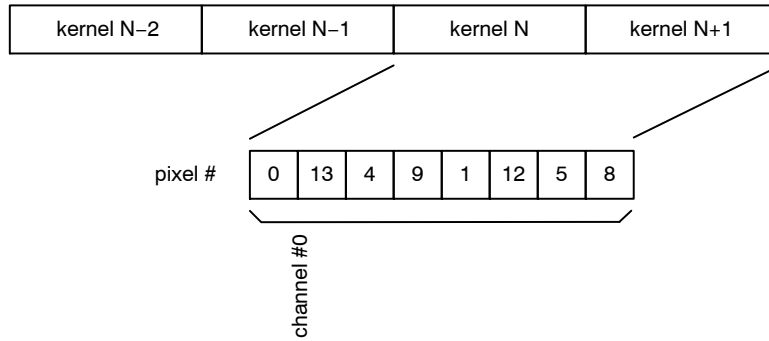 kernel N−2 kernel N−1 kernel N kernel N+1
pixel # 0 13 4 9 1 12 5 8
channel #0